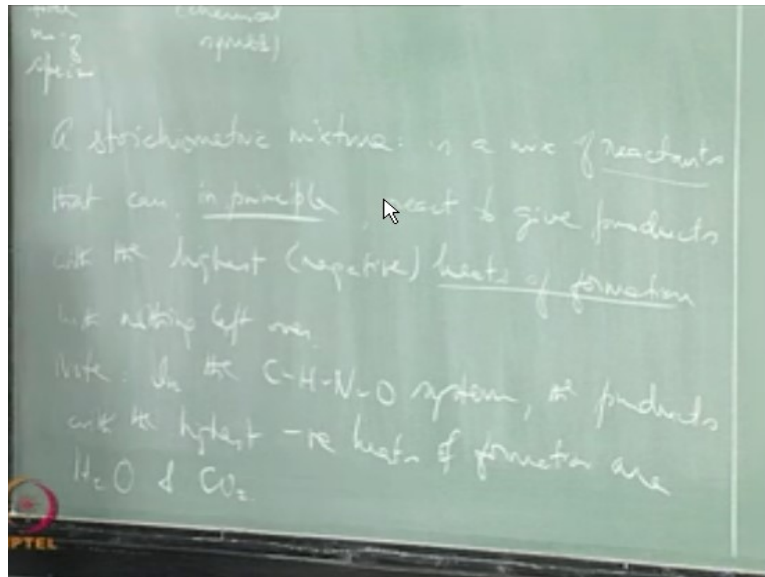 (chemical
A stoichiometric mixture: is a mix of reactants
that can, in principle, react to give products
with the highest (negative) heats of formation
with nothing left over.
Note: In the C-H-N-O system, the products
with the highest -ve heats of formation are
H₂O & CO₂.
PTEL